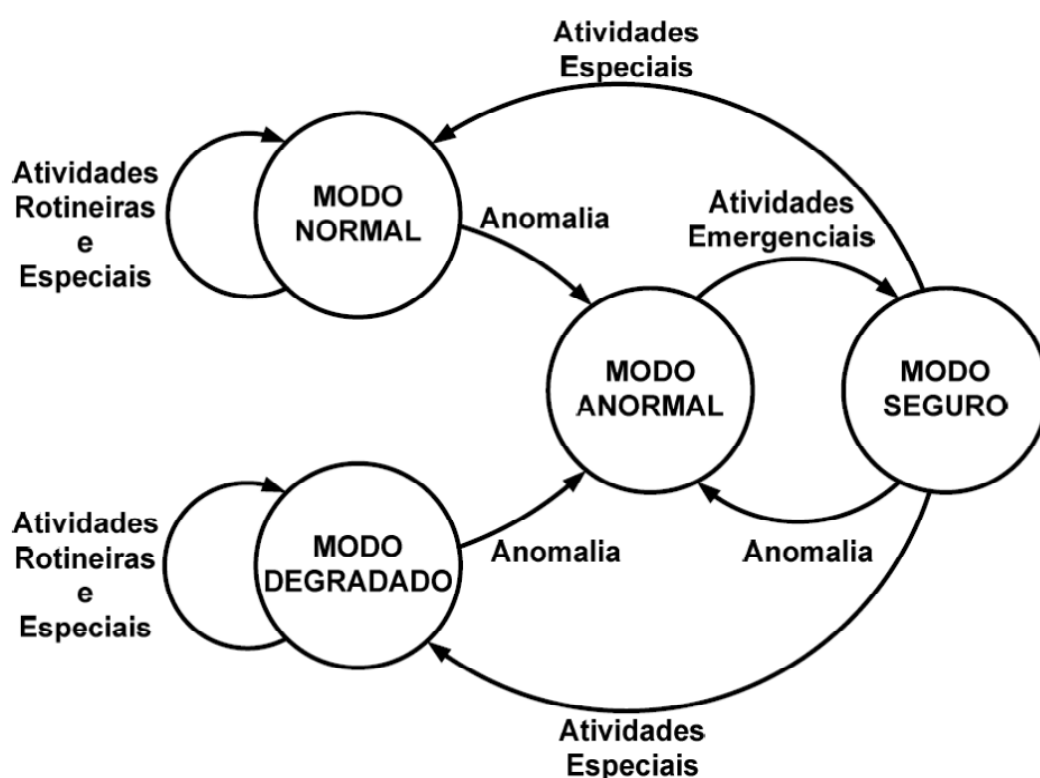 Atividades
Especiais
Atividades
Rotineiras
e
Especiais
MODO
NORMAL
Anomalia
Atividades
Emergenciais
MODO
ANORMAL
MODO
SEGURO
Atividades
Rotineiras
e
Especiais
MODO
DEGRADADO
Anomalia
Anomalia
Atividades
Especiais